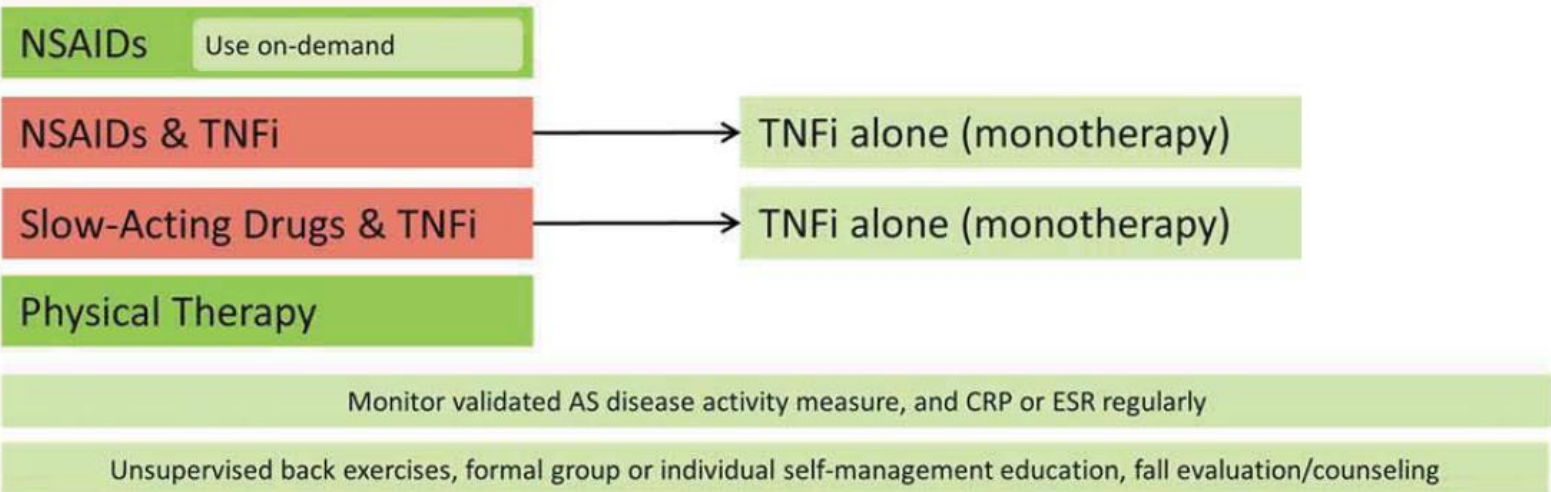 NSAIDs Use on-demand
NSAIDs & TNFi
TNFi alone (monotherapy)
Slow-Acting Drugs & TNFi
TNFi alone (monotherapy)
Physical Therapy
Monitor validated AS disease activity measure, and CRP or ESR regularly
Unsupervised back exercises, formal group or individual self-management education, fall evaluation/counseling